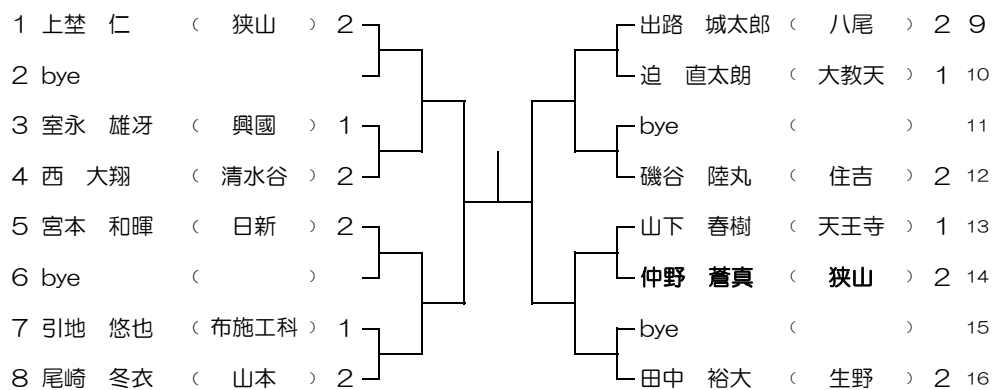 1 上埜 仁 ( 狭山 ) 2
2 bye
3 室永 雄冴 ( 興國 ) 1
4 西 大翔 ( 清水谷 ) 2
5 宮本 和暉 ( 日新 ) 2
6 bye ( )
7 引地 悠也 ( 布施工科 ) 1
8 尾崎 冬衣 ( 山本 ) 2
出路 城太郎 ( 八尾 ) 2 9
迫 直太朗 ( 大教天 ) 1 10
bye ( ) 11
磯谷 陸丸 ( 住吉 ) 2 12
山下 春樹 ( 天王寺 ) 1 13
仲野 蒼真 ( 狭山 ) 2 14
bye ( ) 15
田中 裕大 ( 生野 ) 2 16